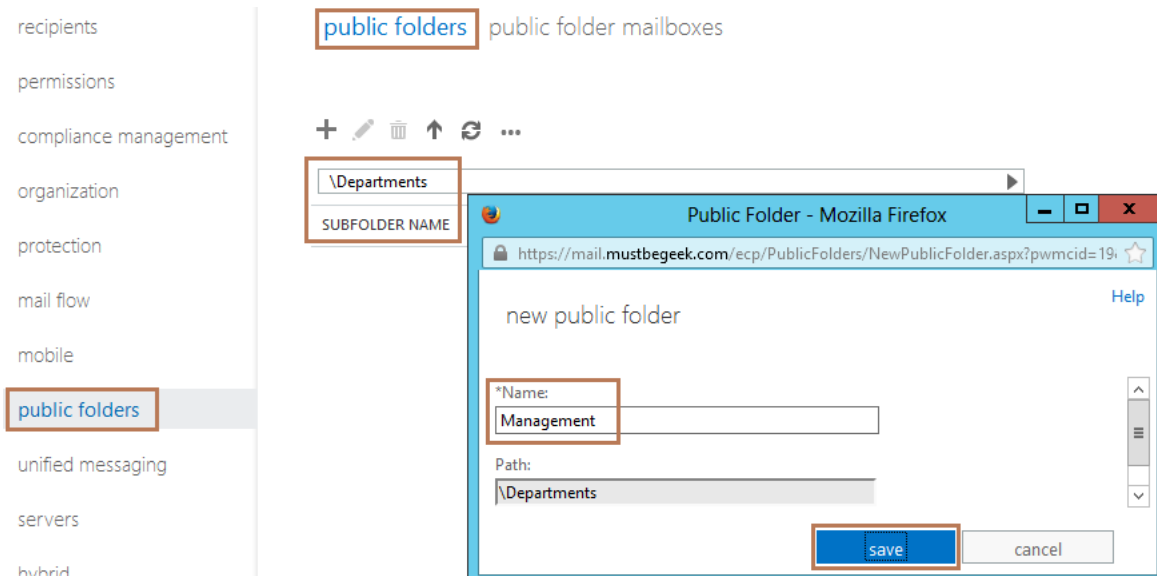 recipients
permissions
compliance management
organization
protection
mail flow
mobile
public folders
unified messaging
servers
hybrid
public folders public folder mailboxes
\Departments
SUBFOLDER NAME
Public Folder - Mozilla Firefox
https://mail.mustbegeek.com/ecp/PublicFolders/NewPublicFolder.aspx?pwmcid=19
Help
new public folder
*Name:
Management
Path:
\Departments
save cancel